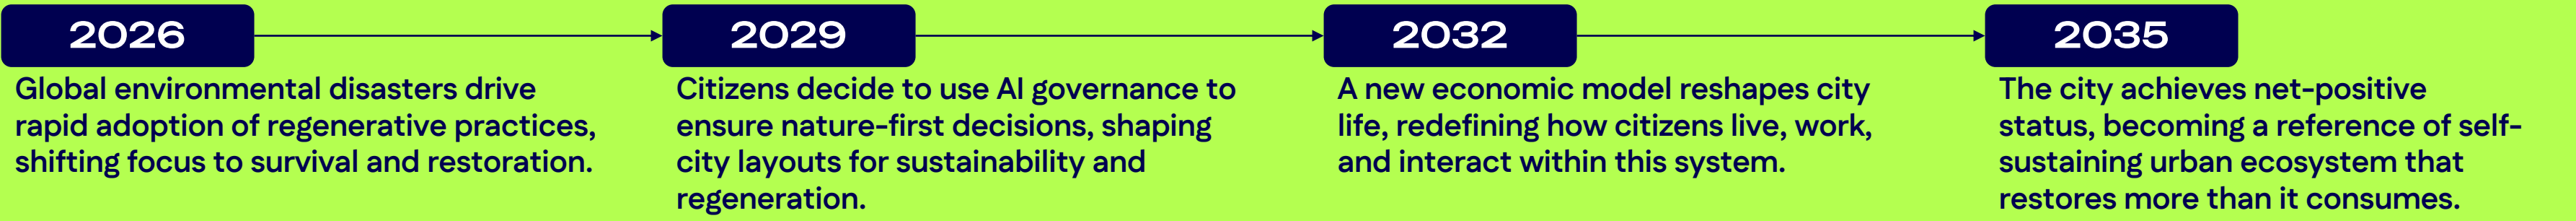 2026
Global environmental disasters drive
rapid adoption of regenerative practices,
shifting focus to survival and restoration.
2029
Citizens decide to use AI governance to
ensure nature-first decisions, shaping
city layouts for sustainability and
regeneration.
2032
A new economic model reshapes city
life, redefining how citizens live, work,
and interact within this system.
2035
The city achieves net-positive
status, becoming a reference of self-
sustaining urban ecosystem that
restores more than it consumes.